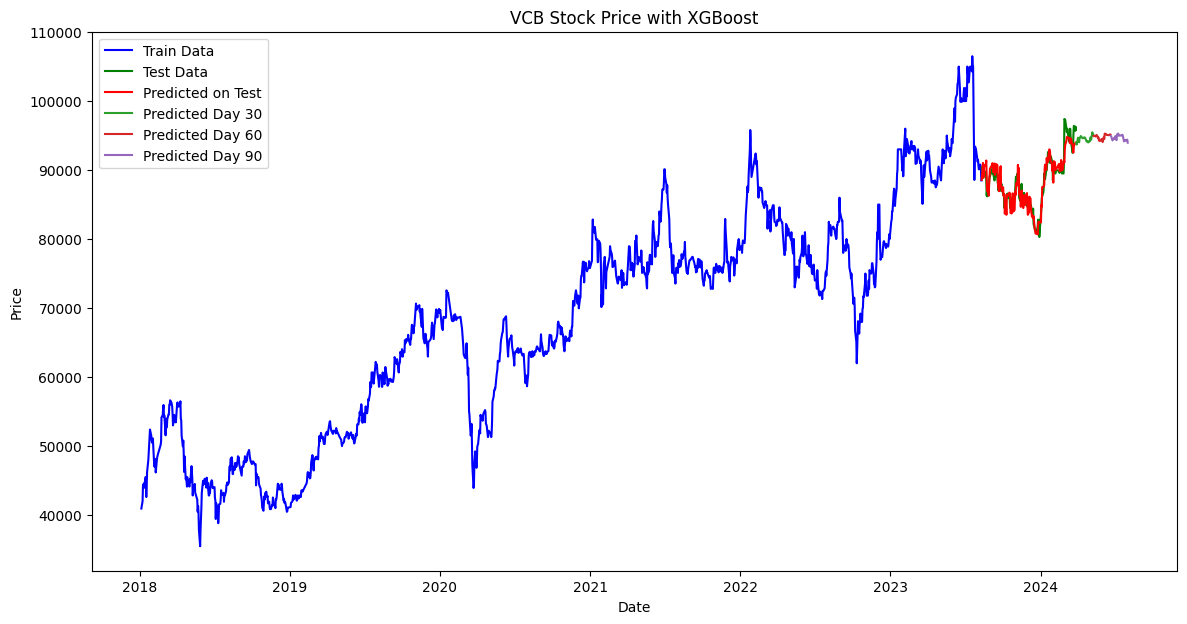 VCB Stock Price with XGBoost
110000
100000
90000
80000
70000
60000
50000
40000
Price
Train Data
Test Data
Predicted on Test
Predicted Day 30
Predicted Day 60
Predicted Day 90
2018 2019 2020 2021 2022 2023 2024
Date